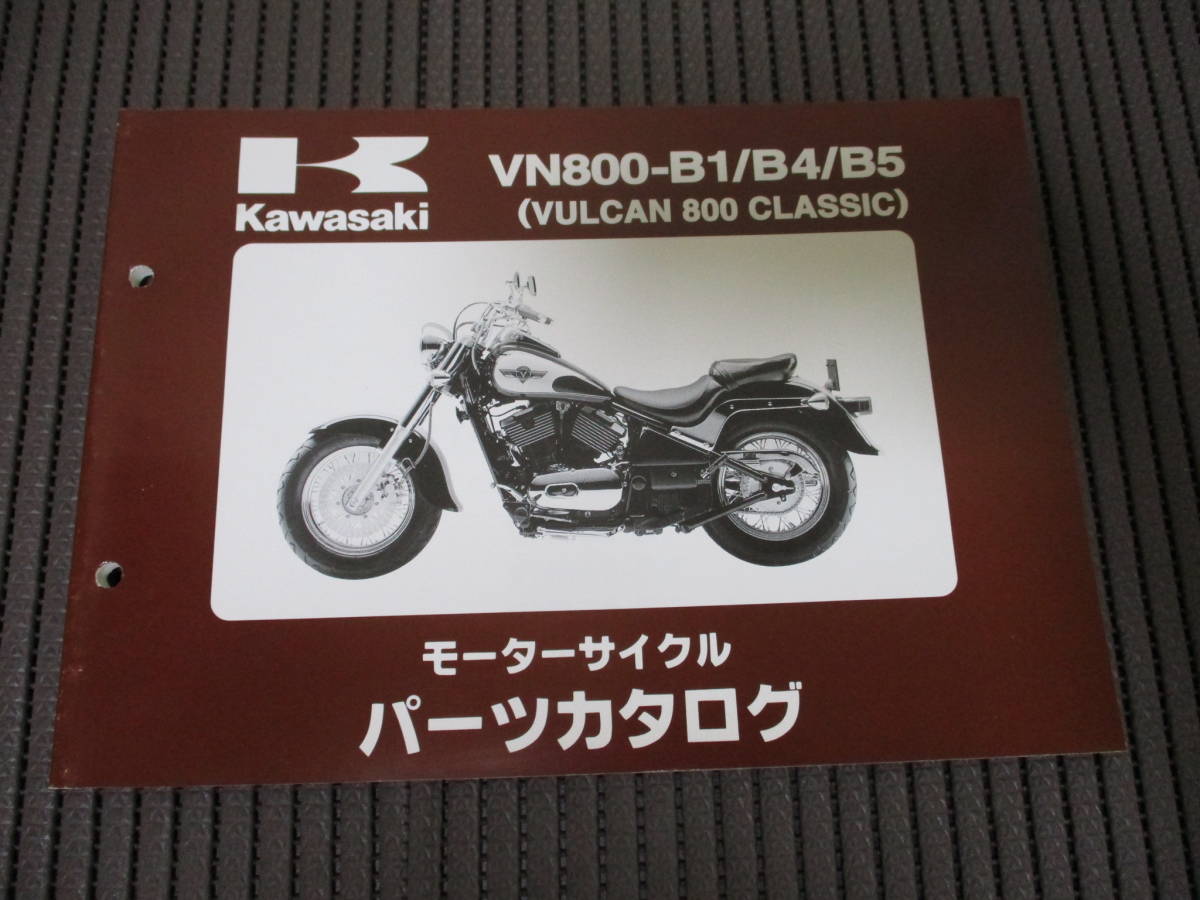 Kawasaki
VN800-B1/B4/B5
(VULCAN 800 CLASSIC)
モーターサイクル
パーツカタログ